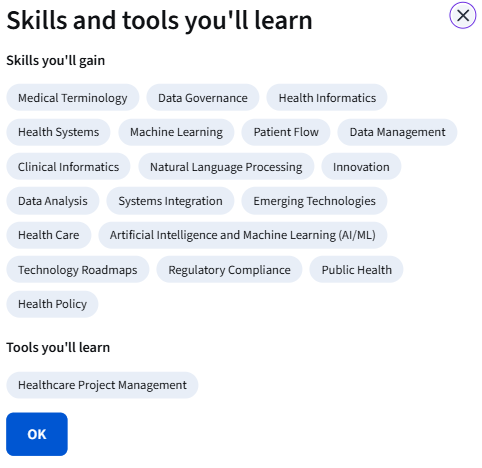 Skills and tools you'll learn
Skills you'll gain
Medical Terminology Data Governance Health Informatics
Health Systems Machine Learning Patient Flow Data Management
Clinical Informatics Natural Language Processing Innovation
Data Analysis Systems Integration Emerging Technologies
Health Care Artificial Intelligence and Machine Learning (AI/ML)
Technology Roadmaps Regulatory Compliance Public Health
Health Policy
Tools you'll learn
Healthcare Project Management
OK